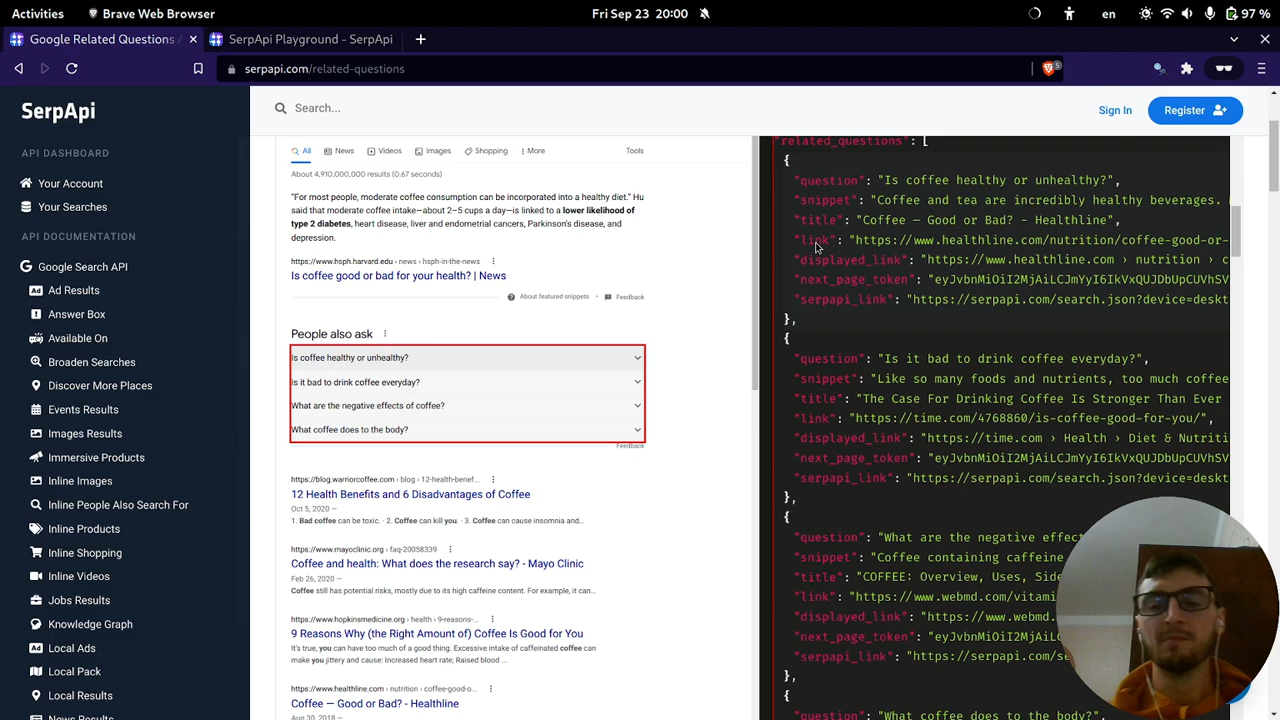 Activities
Brave Web Browser
Fri Sep 23 20:00
en
97 %
Google Related Questions
SerpApi Playground - SerpApi
serpapi.com/related-questions
5
SerpApi
API DASHBOARD
Your Account
Your Searches
API DOCUMENTATION
Google Search API
Ad Results
Answer Box
Available On
Broaden Searches
Discover More Places
Events Results
Images Results
Immersive Products
Inline Images
Inline People Also Search For
Inline Products
Inline Shopping
Inline Videos
Jobs Results
Knowledge Graph
Local Ads
Local Pack
Local Results
News Results
Search...
Sign In
Register
All
News
Videos
Images
Shopping
More
Tools
About 4,910,000,000 results (0.67 seconds)
"For most people, moderate coffee consumption can be incorporated into a healthy diet." Hu
said that moderate coffee intake—about 2–5 cups a day—is linked to a lower likelihood of
type 2 diabetes, heart disease, liver and endometrial cancers, Parkinson's disease, and
depression.
https://www.hsph.harvard.edu › news › hsph-in-the-news
Is coffee good or bad for your health? | News
About featured snippets • Feedback
People also ask
Is coffee healthy or unhealthy?
Is it bad to drink coffee everyday?
What are the negative effects of coffee?
What coffee does to the body?
Feedback
https://blog.warriorcoffee.com › blog › 12-health-benef...
12 Health Benefits and 6 Disadvantages of Coffee
Oct 5, 2020 —
1. Bad coffee can be toxic. · 2. Coffee can kill you. · 3. Coffee can cause insomnia and...
https://www.mayoclinic.org › faq-20058339
Coffee and health: What does the research say? - Mayo Clinic
Feb 26, 2020 —
Coffee still has potential risks, mostly due to its high caffeine content. For example, it can...
https://www.hopkinsmedicine.org › health › 9-reasons-...
9 Reasons Why (the Right Amount of) Coffee Is Good for You
It's true, you can have too much of a good thing. Excessive intake of caffeinated coffee can
make you jittery and cause: Increased heart rate; Raised blood ...
https://www.healthline.com › nutrition › coffee-good-o...
Coffee — Good or Bad? - Healthline
Aug 30, 2018 —
"related_questions": [
{
"question": "Is coffee healthy or unhealthy?",
"snippet": "Coffee and tea are incredibly healthy beverages.
"title": "Coffee — Good or Bad? - Healthline",
"link": "https://www.healthline.com/nutrition/coffee-good-or-
"displayed_link": "https://www.healthline.com › nutrition › c
"next_page_token": "eyJvbnMiOiI2MjAiLCJmYyI6IkVxQUJDbUpCUVhSV
"serpapi_link": "https://serpapi.com/search.json?device=deskt
},
{
"question": "Is it bad to drink coffee everyday?",
"snippet": "Like so many foods and nutrients, too much coffee
"title": "The Case For Drinking Coffee Is Stronger Than Ever
"link": "https://time.com/4768860/is-coffee-good-for-you/",
"displayed_link": "https://time.com › Health › Diet & Nutriti
"next_page_token": "eyJvbnMiOiI2MjAiLCJmYyI6IkVxQUJDbUpCUVhSV
"serpapi_link": "https://serpapi.com/search.json?device=deskt
},
{
"question": "What are the negative effe
"snippet": "Coffee containing caffeine
"title": "COFFEE: Overview, Uses, Side
"link": "https://www.webmd.com/vitami
"displayed_link": "https://www.webmd.
"next_page_token": "eyJvbnMiOiI2MjAiL
"serpapi_link": "https://serpapi.com/se
},
{
"question": "What coffee does to the body?",